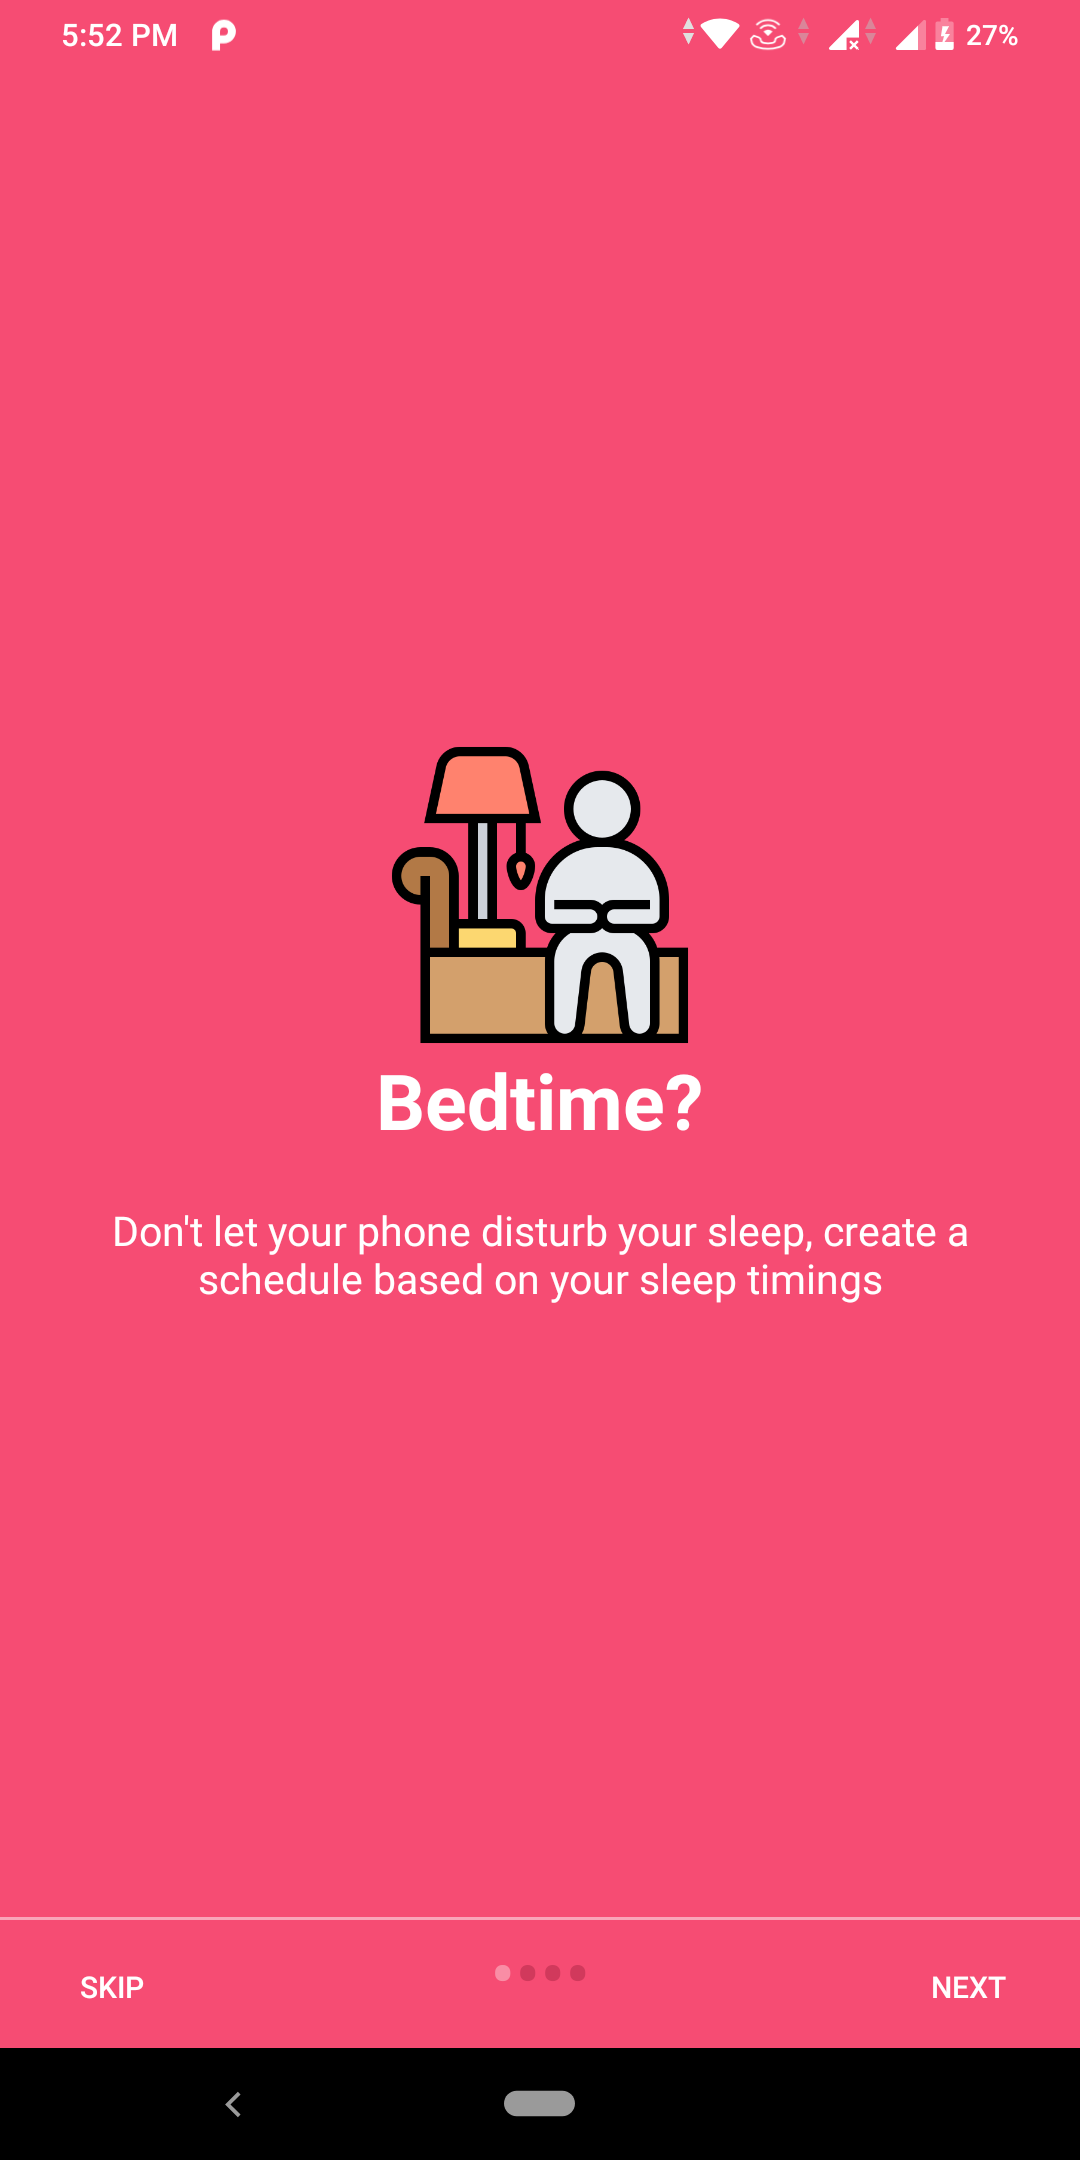 5:52 PM 27%
Bedtime?
Don't let your phone disturb your sleep, create a
schedule based on your sleep timings
SKIP NEXT